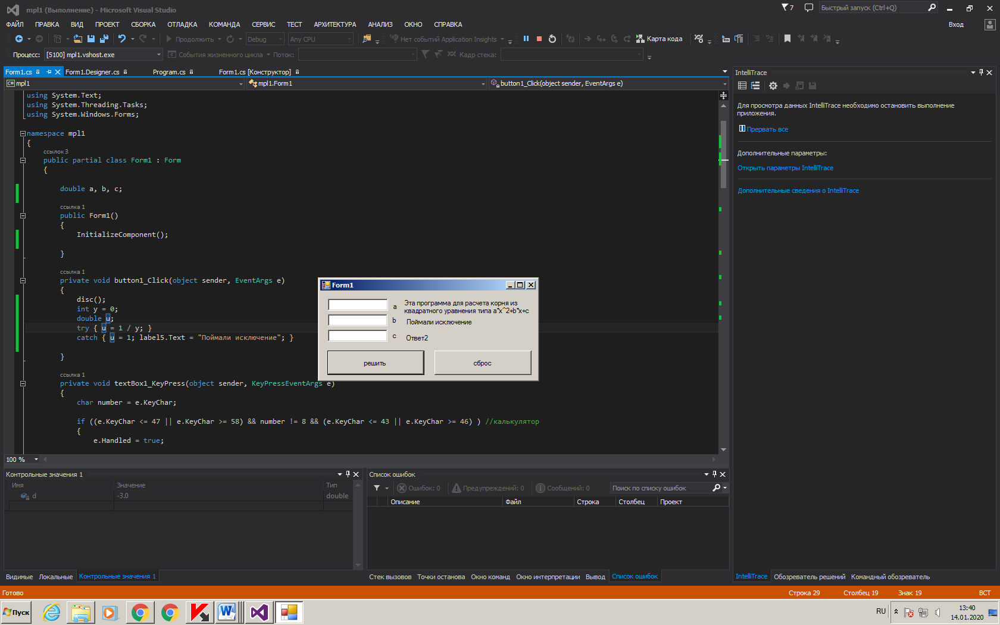 mpl1 (Выполнение) - Microsoft Visual Studio
7
Быстрый запуск (Ctrl+Q)
ФАЙЛ ПРАВКА ВИД ПРОЕКТ СБОРКА ОТЛАДКА КОМАНДА СЕРВИС ТЕСТ АРХИТЕКТУРА АНАЛИЗ ОКНО СПРАВКА
Вход
Продолжить Debug Any CPU Нет событий Application Insights Карта кода
Процесс: [5100] mpl1.vshost.exe События жизненного цикла Поток: Кадр стека:
Form1.cs Form1.Designer.cs Program.cs Form1.cs [Конструктор]
C# mpl1 mpl1.Form1 button1_Click(object sender, EventArgs e)
using System.Text;
using System.Threading.Tasks;
using System.Windows.Forms;
namespace mpl1
{
ссылок 3
public partial class Form1 : Form
{
double a, b, c;
ссылка 1
public Form1()
{
InitializeComponent();
}
ссылка 1
private void button1_Click(object sender, EventArgs e)
{
disc();
int y = 0;
double u;
try { u = 1 / y; }
catch { u = 1; label5.Text = "Поймали исключение"; }
}
ссылка 1
private void textBox1_KeyPress(object sender, KeyPressEventArgs e)
{
char number = e.KeyChar;
if ((e.KeyChar <= 47 || e.KeyChar >= 58) && number != 8 && (e.KeyChar <= 43 || e.KeyChar >= 46) ) //калькулятор
{
e.Handled = true;
100 %
Form1
a
Эта программа для расчета корня из
квадратного уравнения типа a*x^2+b*x+c
b
Поймали исключение
c
Ответ2
решить
сброс
IntelliTrace
Для просмотра данных IntelliTrace необходимо остановить выполнение
приложения.
Прервать все
Дополнительные параметры:
Открыть параметры IntelliTrace
Дополнительные сведения о IntelliTrace
Контрольные значения 1
Имя Значение Тип
d -3.0 double
Видимые Локальные Контрольные значения 1
Список ошибок
Ошибок: 0 Предупреждений: 0 Сообщений: 0 Поиск по списку ошибок
Описание Файл Строка Столбец Проект
Стек вызовов Точки останова Окно команд Окно интерпретации Вывод Список ошибок
IntelliTrace Обозреватель решений Командный обозреватель
Готово Строка 29 Столбец 19 Знак 19 ВСТ
Пуск
RU
13:40
14.01.2020